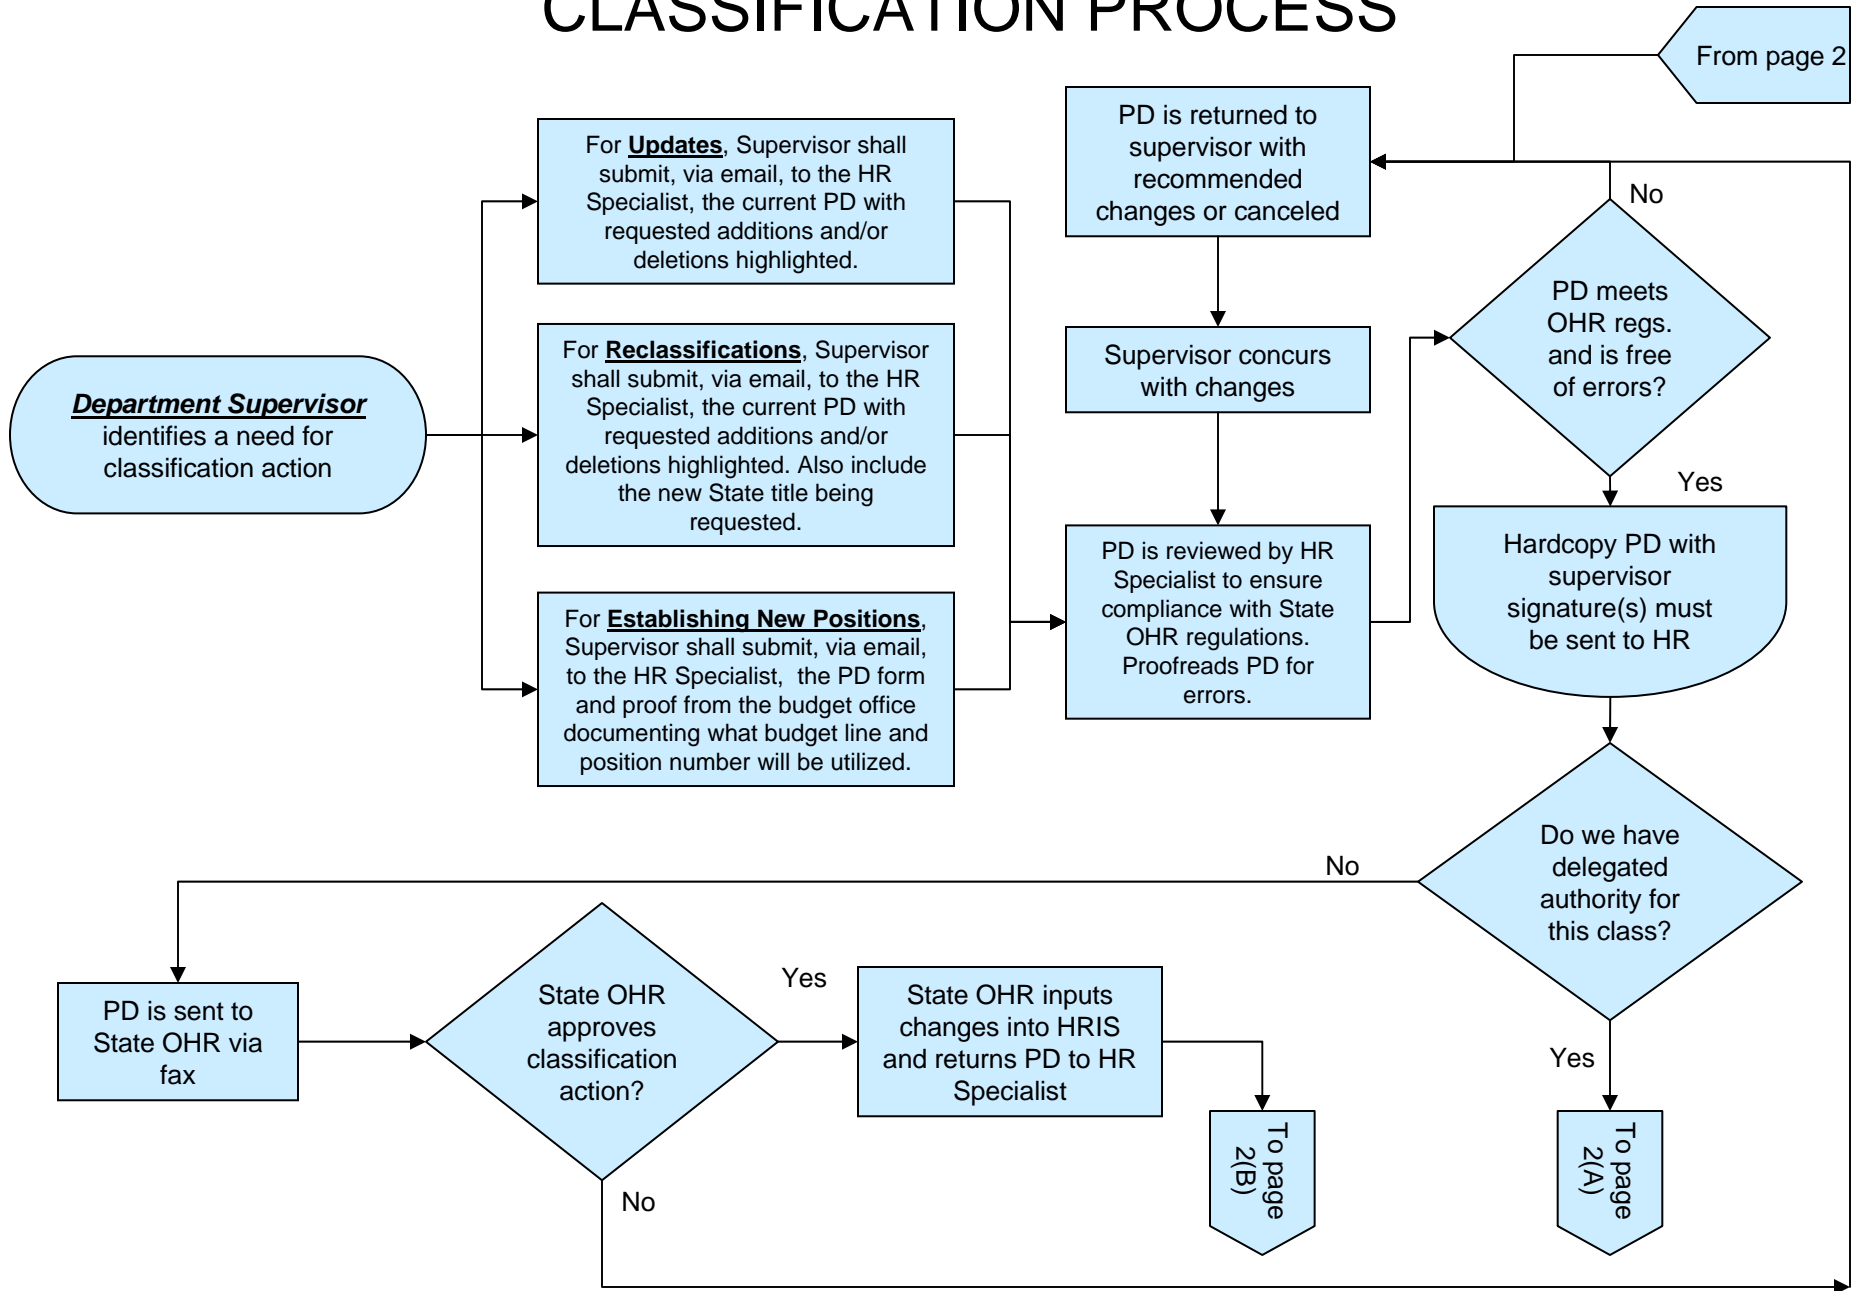 CLASSIFICATION PROCESS
From page 2
For Updates, Supervisor shall
submit, via email, to the HR
Specialist, the current PD with
requested additions and/or
deletions highlighted.
PD is returned to
supervisor with
recommended
changes or canceled
No
PD meets
OHR regs.
and is free
of errors?
Department Supervisor
identifies a need for
classification action
For Reclassifications, Supervisor
shall submit, via email, to the HR
Specialist, the current PD with
requested additions and/or
deletions highlighted. Also include
the new State title being
requested.
Supervisor concurs
with changes
Yes
For Establishing New Positions,
Supervisor shall submit, via email,
to the HR Specialist, the PD form
and proof from the budget office
documenting what budget line and
position number will be utilized.
PD is reviewed by HR
Specialist to ensure
compliance with State
OHR regulations.
Proofreads PD for
errors.
Hardcopy PD with
supervisor
signature(s) must
be sent to HR
Do we have
delegated
authority for
this class?
No
Yes
PD is sent to
State OHR via
fax
State OHR
approves
classification
action?
Yes
State OHR inputs
changes into HRIS
and returns PD to HR
Specialist
No
To page
2(B)
To page
2(A)